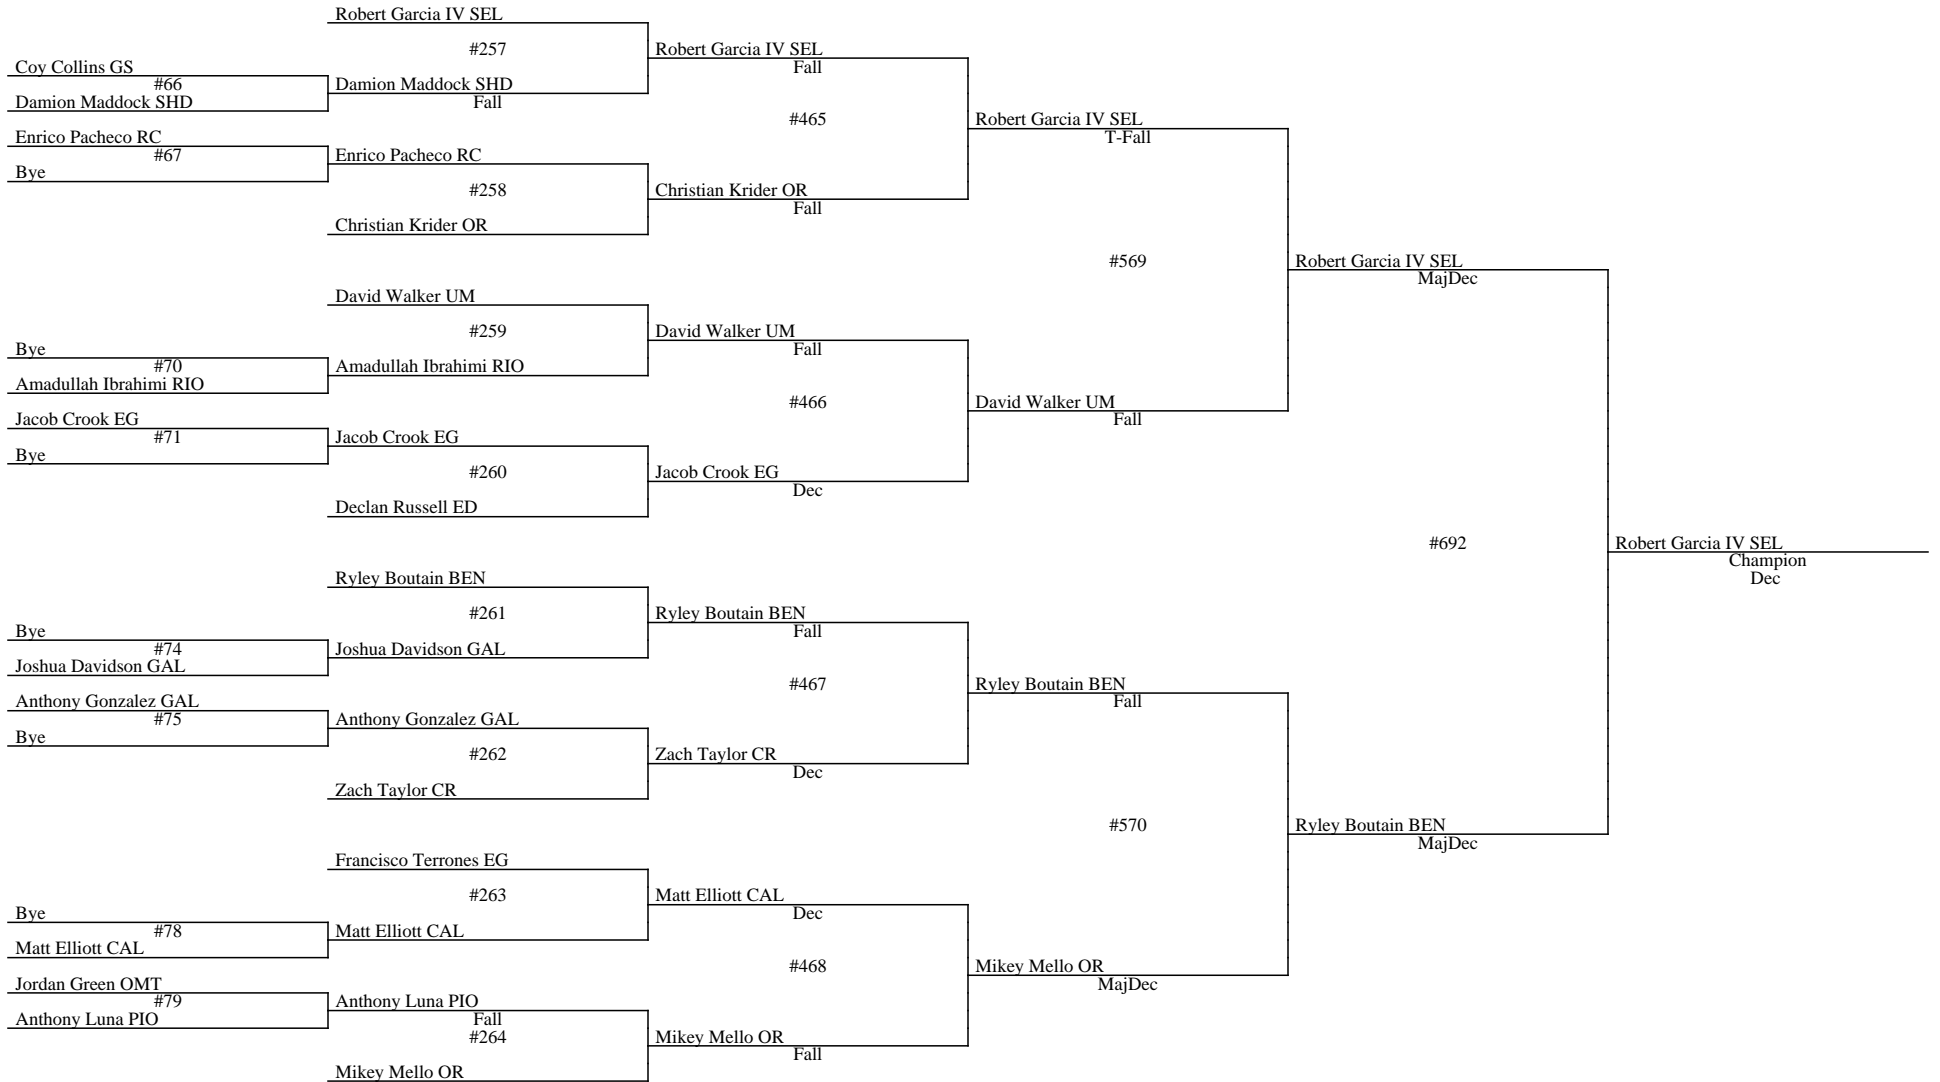 Robert Garcia IV SEL
#257
Robert Garcia IV SEL
Fall
Coy Collins GS
#66
Damion Maddock SHD
Fall
Damion Maddock SHD
#465
Robert Garcia IV SEL
T-Fall
Enrico Pacheco RC
#67
Enrico Pacheco RC
Bye
#258
Christian Krider OR
Fall
Christian Krider OR
#569
Robert Garcia IV SEL
MajDec
David Walker UM
#259
David Walker UM
Fall
Bye
#70
Amadullah Ibrahimi RIO
Amadullah Ibrahimi RIO
#466
David Walker UM
Fall
Jacob Crook EG
#71
Jacob Crook EG
Bye
#260
Jacob Crook EG
Dec
Declan Russell ED
#692
Robert Garcia IV SEL
Champion
Dec
Ryley Boutain BEN
#261
Ryley Boutain BEN
Fall
Bye
#74
Joshua Davidson GAL
Joshua Davidson GAL
#467
Ryley Boutain BEN
Fall
Anthony Gonzalez GAL
#75
Anthony Gonzalez GAL
Bye
#262
Zach Taylor CR
Dec
Zach Taylor CR
#570
Ryley Boutain BEN
MajDec
Francisco Terrones EG
#263
Matt Elliott CAL
Dec
Bye
#78
Matt Elliott CAL
Matt Elliott CAL
#468
Mikey Mello OR
MajDec
Jordan Green OMT
#79
Anthony Luna PIO
Fall
Anthony Luna PIO
#264
Mikey Mello OR
Fall
Mikey Mello OR